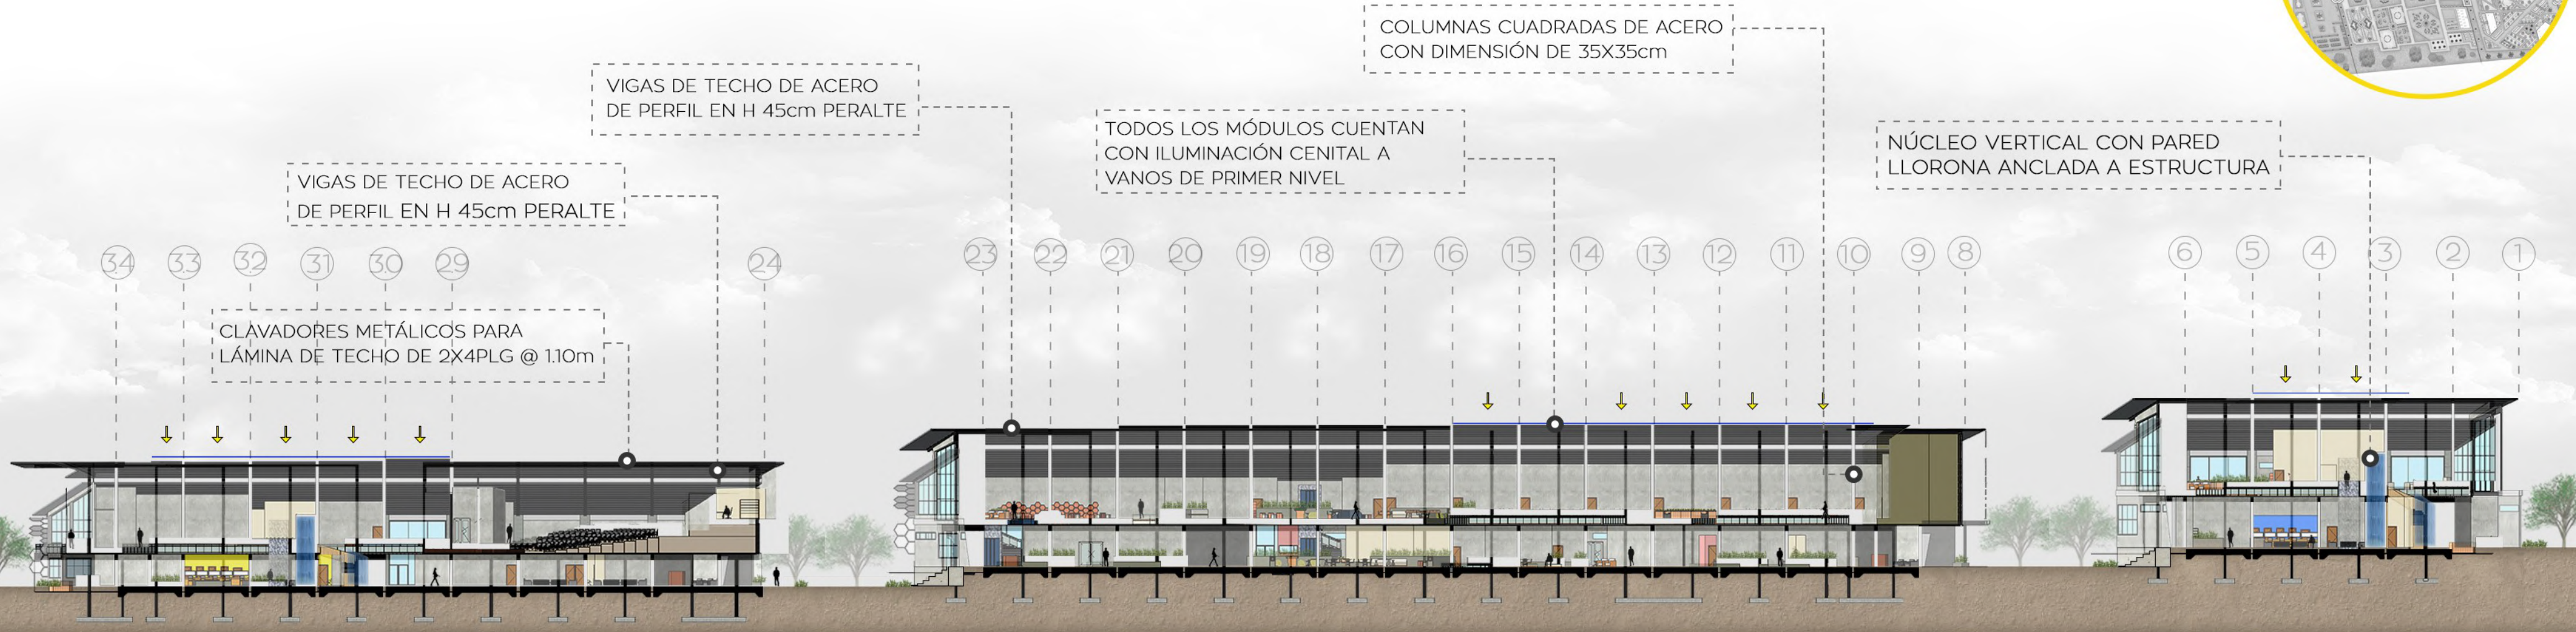 COLUMNAS CUADRADAS DE ACERO
CON DIMENSIÓN DE 35X35cm
VIGAS DE TECHO DE ACERO
DE PERFIL EN H 45cm PERALTE
TODOS LOS MÓDULOS CUENTAN
CON ILUMINACIÓN CENITAL A
VANOS DE PRIMER NIVEL
NÚCLEO VERTICAL CON PARED
LLORONA ANCLADA A ESTRUCTURA
VIGAS DE TECHO DE ACERO
DE PERFIL EN H 45cm PERALTE
34 33 32 31 30 29 24 23 22 21 20 19 18 17 16 15 14 13 12 11 10 9 8 6 5 4 3 2 1
CLAVADORES METÁLICOS PARA
LÁMINA DE TECHO DE 2X4PLG @ 1.10m